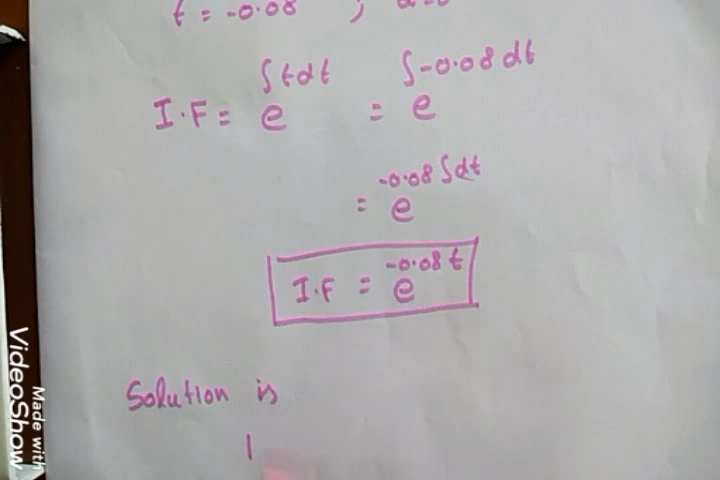 t = -0.08 ;
I.F = e^∫t dt = e^∫-0.08 dt
= e^-0.08 ∫dt
I.F = e^-0.08 t
Solution is
Made with
VideoShow